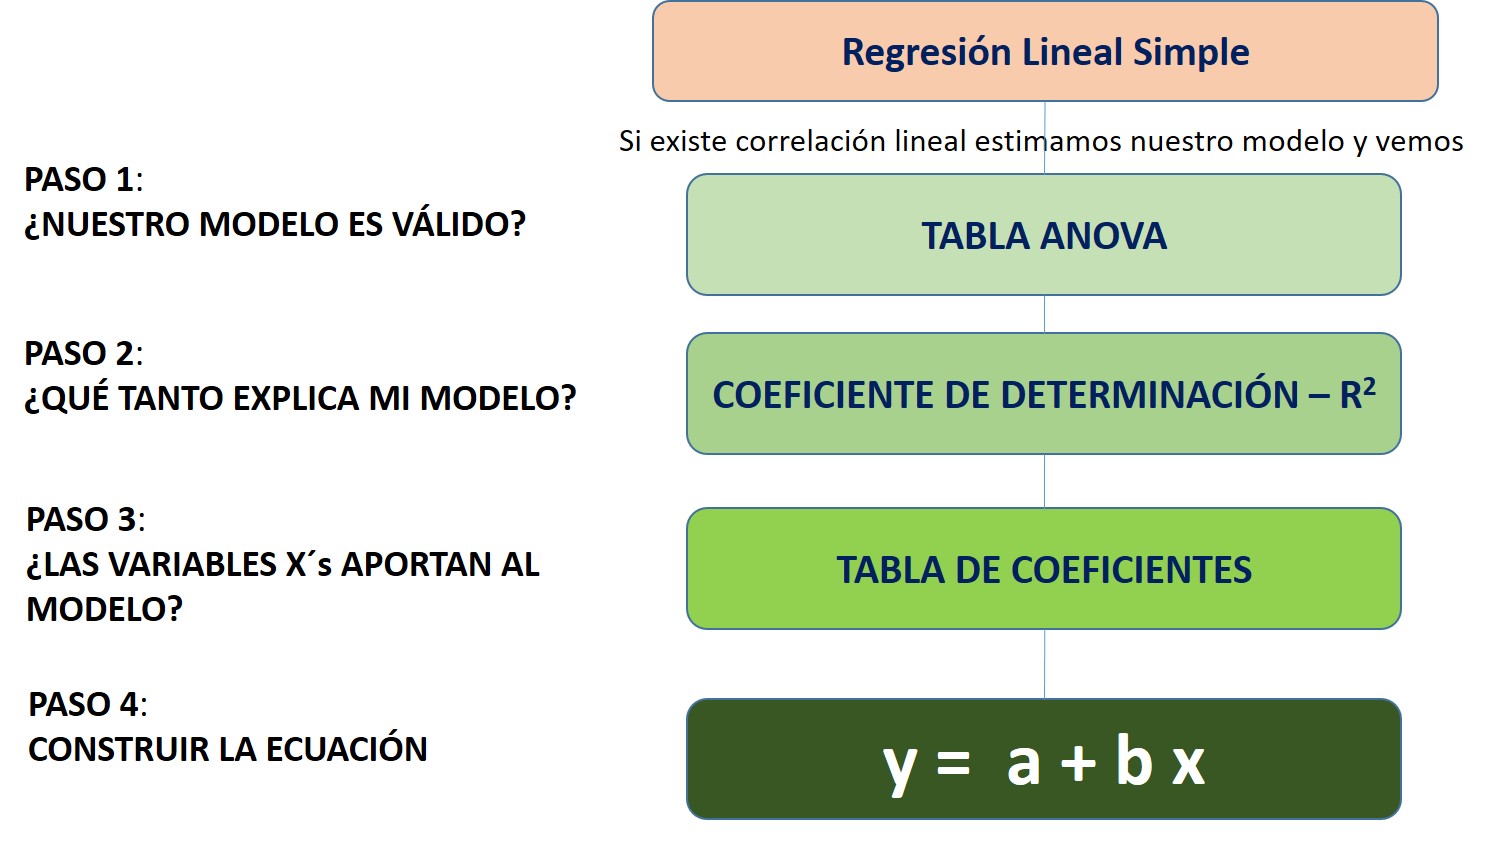 Regresión Lineal Simple
Si existe correlación lineal estimamos nuestro modelo y vemos
PASO 1:
¿NUESTRO MODELO ES VÁLIDO?
TABLA ANOVA
PASO 2:
¿QUÉ TANTO EXPLICA MI MODELO?
COEFICIENTE DE DETERMINACIÓN – R²
PASO 3:
¿LAS VARIABLES X´s APORTAN AL
MODELO?
TABLA DE COEFICIENTES
PASO 4:
CONSTRUIR LA ECUACIÓN
y = a + b x